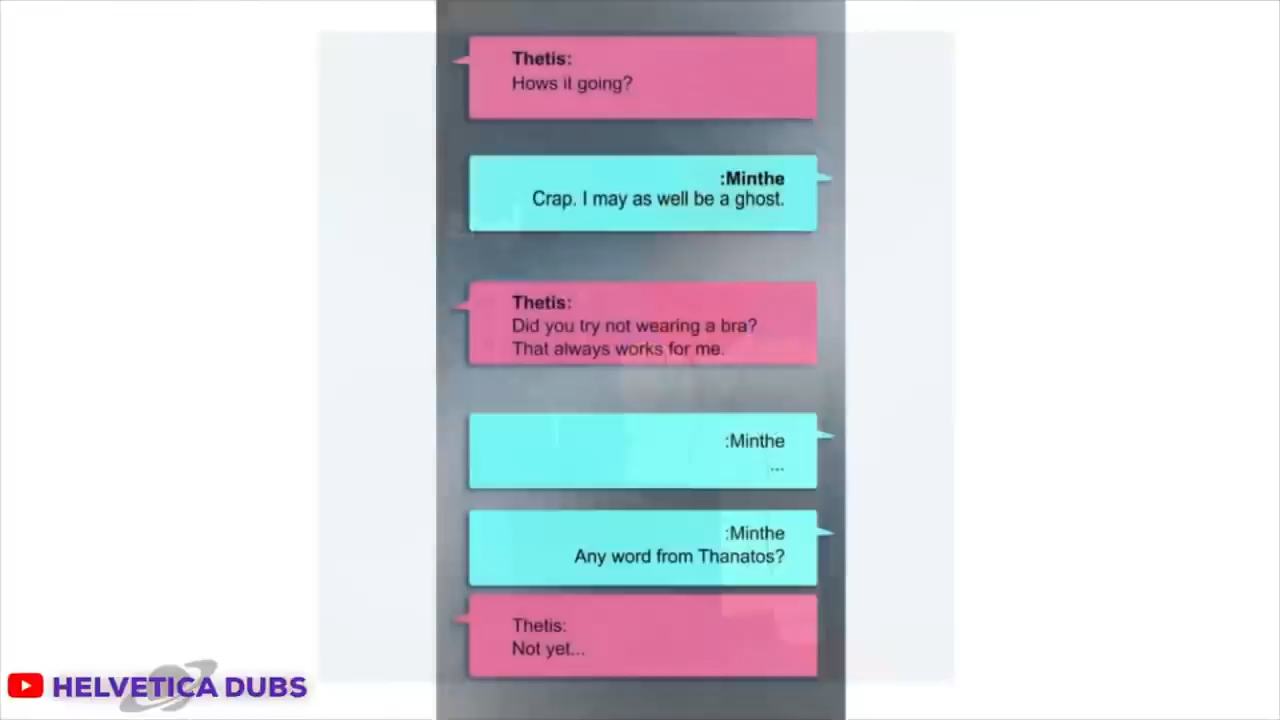 Thetis:
Hows it going?
:Minthe
Crap. I may as well be a ghost.
Thetis:
Did you try not wearing a bra?
That always works for me.
:Minthe
...
:Minthe
Any word from Thanatos?
Thetis:
Not yet...
HELVETICA DUBS